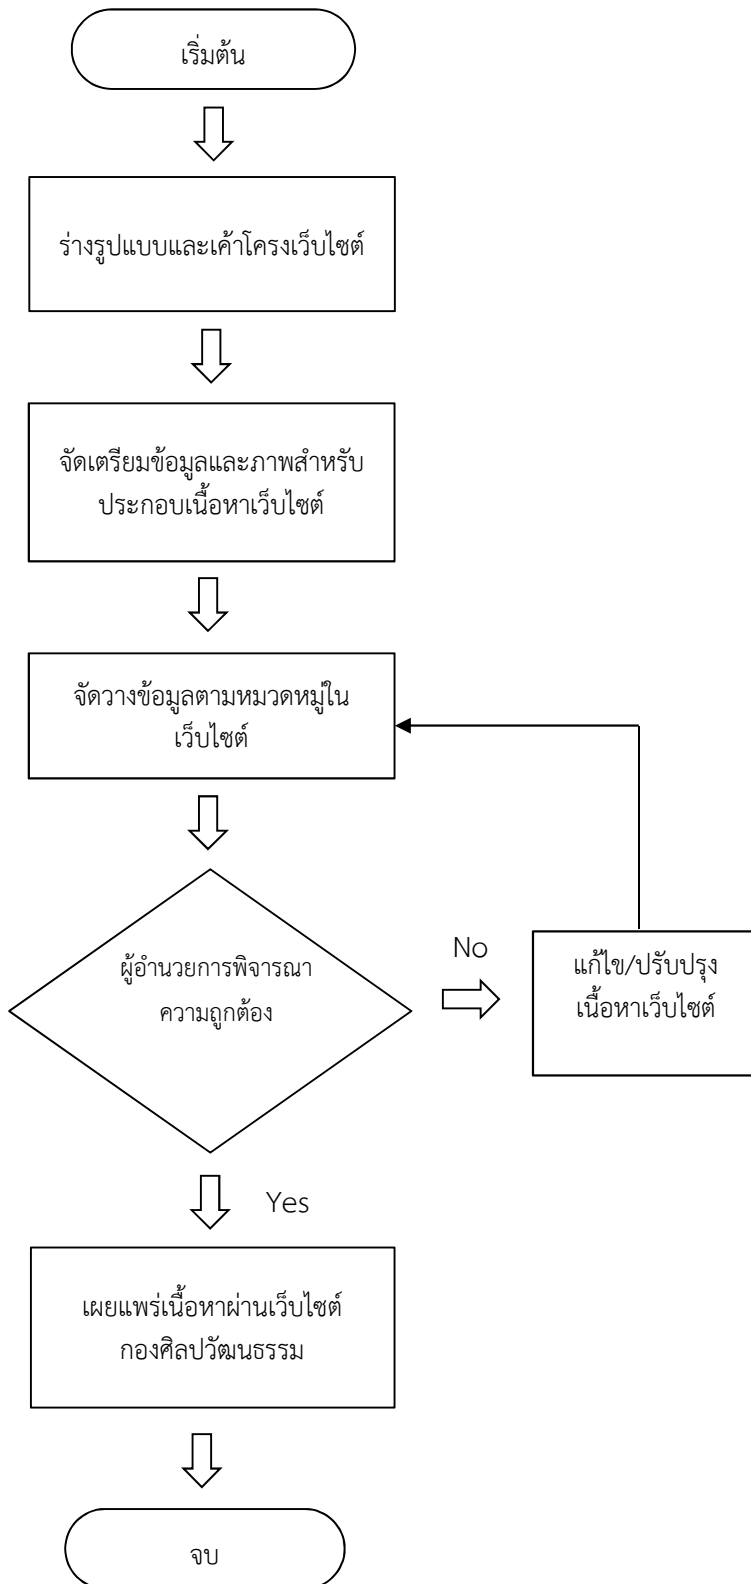 เริ่มต้น
ร่างรูปแบบและเค้าโครงเว็บไซต์
จัดเตรียมข้อมูลและภาพสำหรับ
ประกอบเนื้อหาเว็บไซต์
จัดวางข้อมูลตามหมวดหมู่ใน
เว็บไซต์
ผู้อำนวยการพิจารณา
ความถูกต้อง
No
แก้ไข/ปรับปรุง
เนื้อหาเว็บไซต์
Yes
เผยแพร่เนื้อหาผ่านเว็บไซต์
กองศิลปวัฒนธรรม
จบ